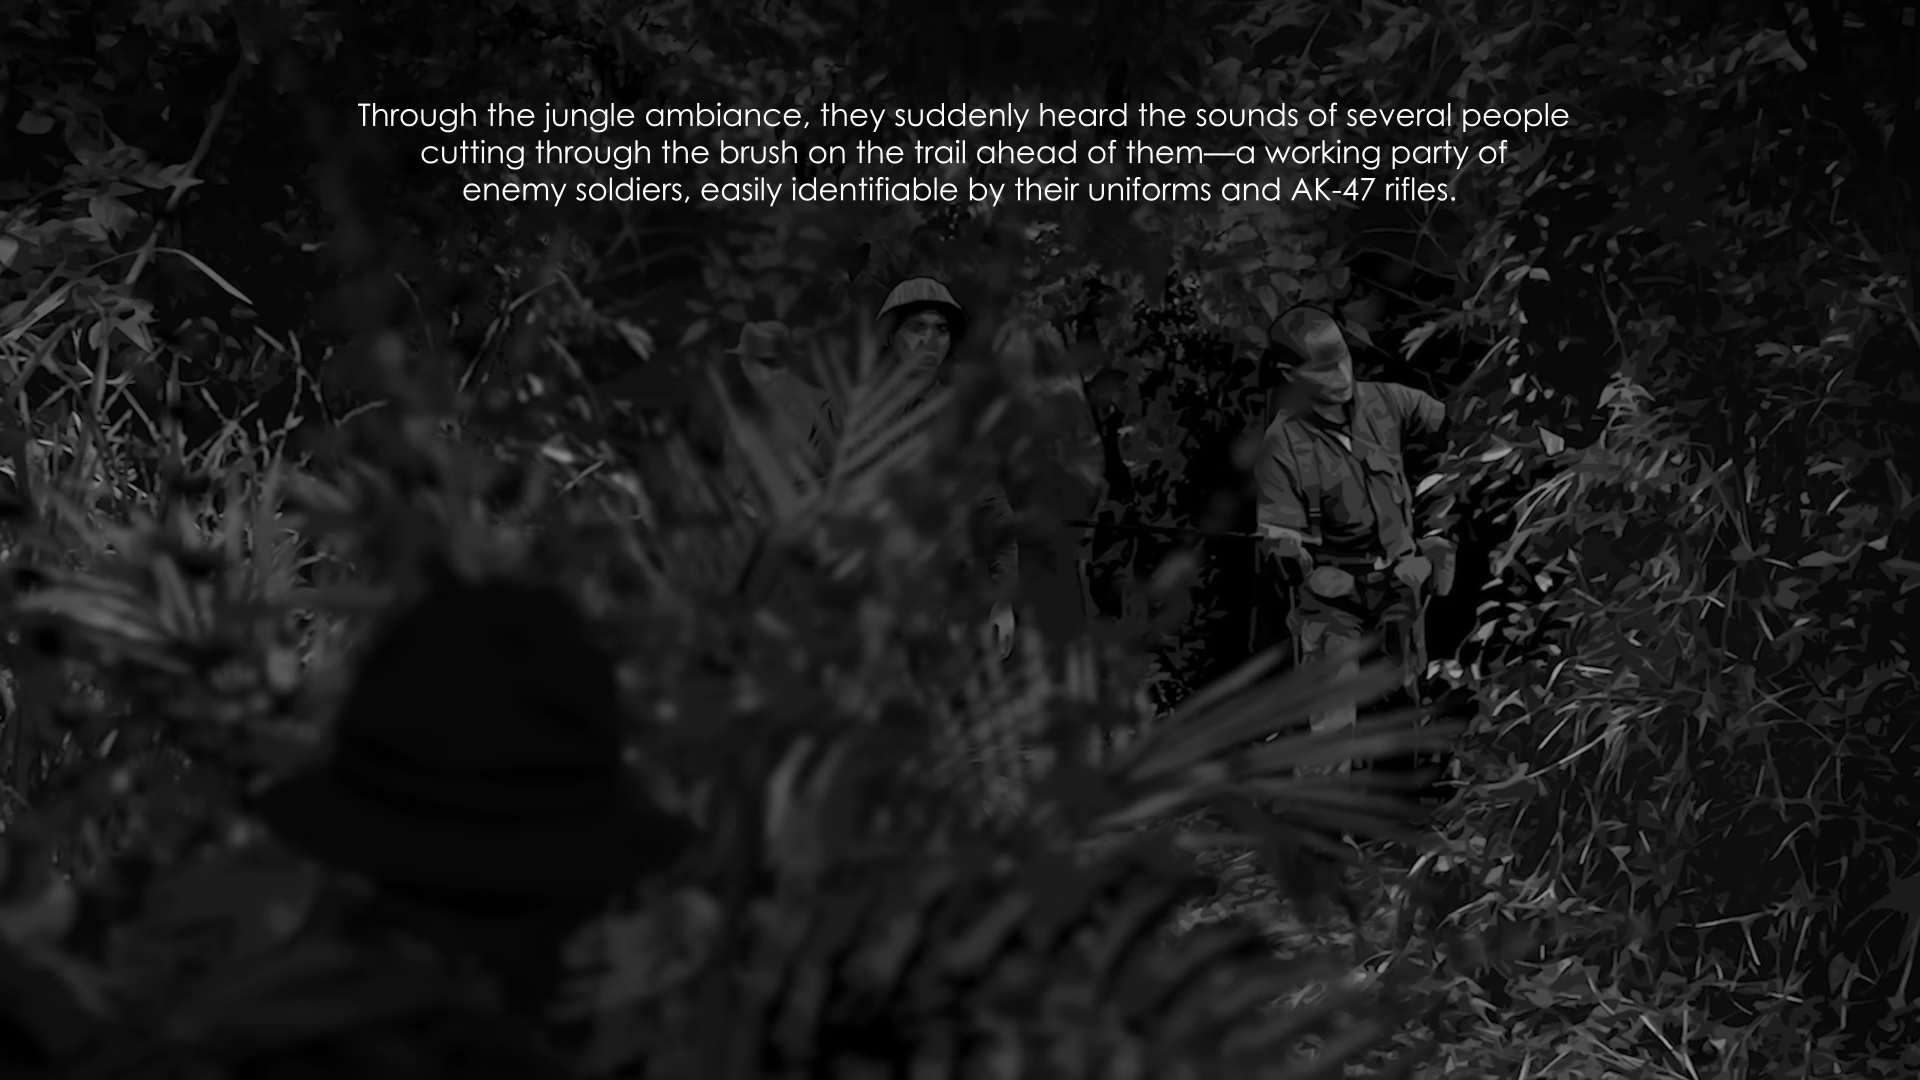 Through the jungle ambiance, they suddenly heard the sounds of several people
cutting through the brush on the trail ahead of them—a working party of
enemy soldiers, easily identifiable by their uniforms and AK-47 rifles.